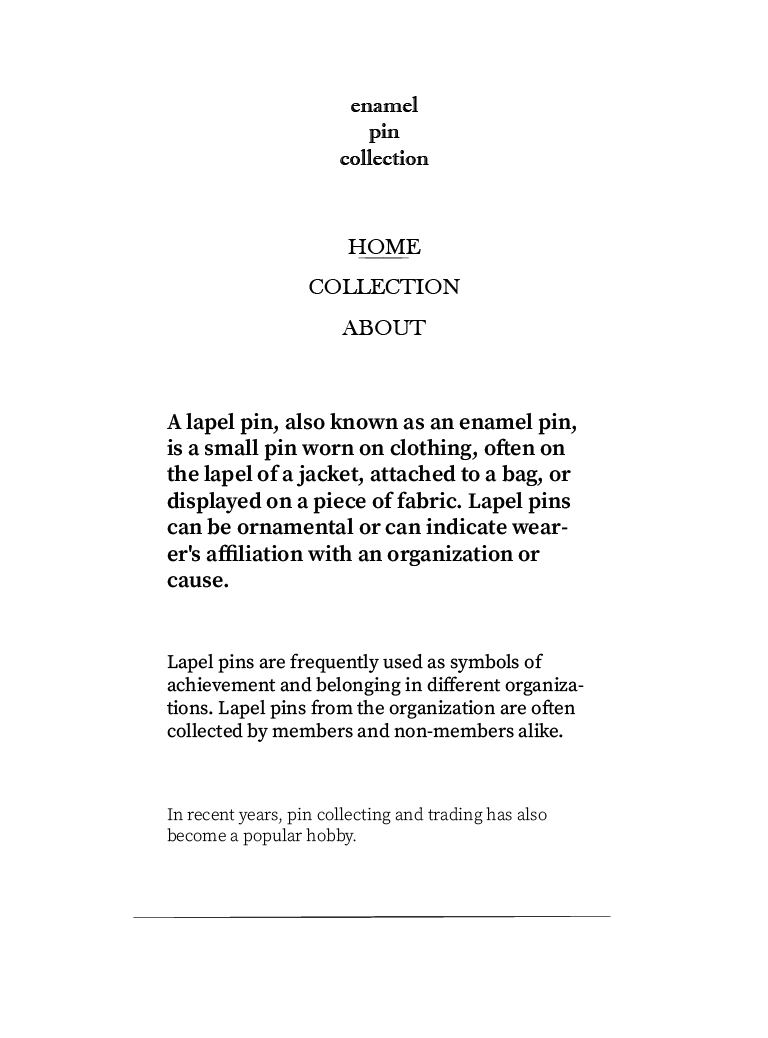 enamel
pin
collection
HOME
COLLECTION
ABOUT
A lapel pin, also known as an enamel pin,
is a small pin worn on clothing, often on
the lapel of a jacket, attached to a bag, or
displayed on a piece of fabric. Lapel pins
can be ornamental or can indicate wear-
er's affiliation with an organization or
cause.
Lapel pins are frequently used as symbols of
achievement and belonging in different organiza-
tions. Lapel pins from the organization are often
collected by members and non-members alike.
In recent years, pin collecting and trading has also
become a popular hobby.